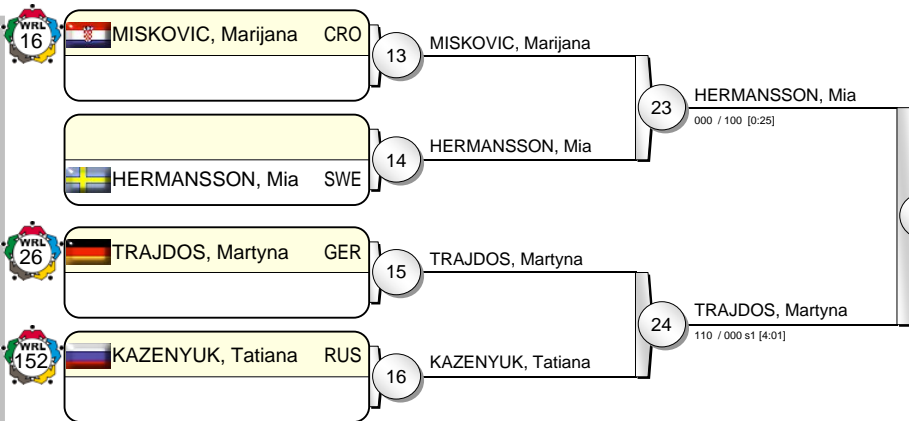 WRL
16
MISKOVIC, Marijana CRO
13
MISKOVIC, Marijana
23
HERMANSSON, Mia
000 / 100 [0:25]
HERMANSSON, Mia SWE
14
HERMANSSON, Mia
WRL
26
TRAJDOS, Martyna GER
15
TRAJDOS, Martyna
24
TRAJDOS, Martyna
110 / 000 s1 [4:01]
WRL
152
KAZENYUK, Tatiana RUS
16
KAZENYUK, Tatiana